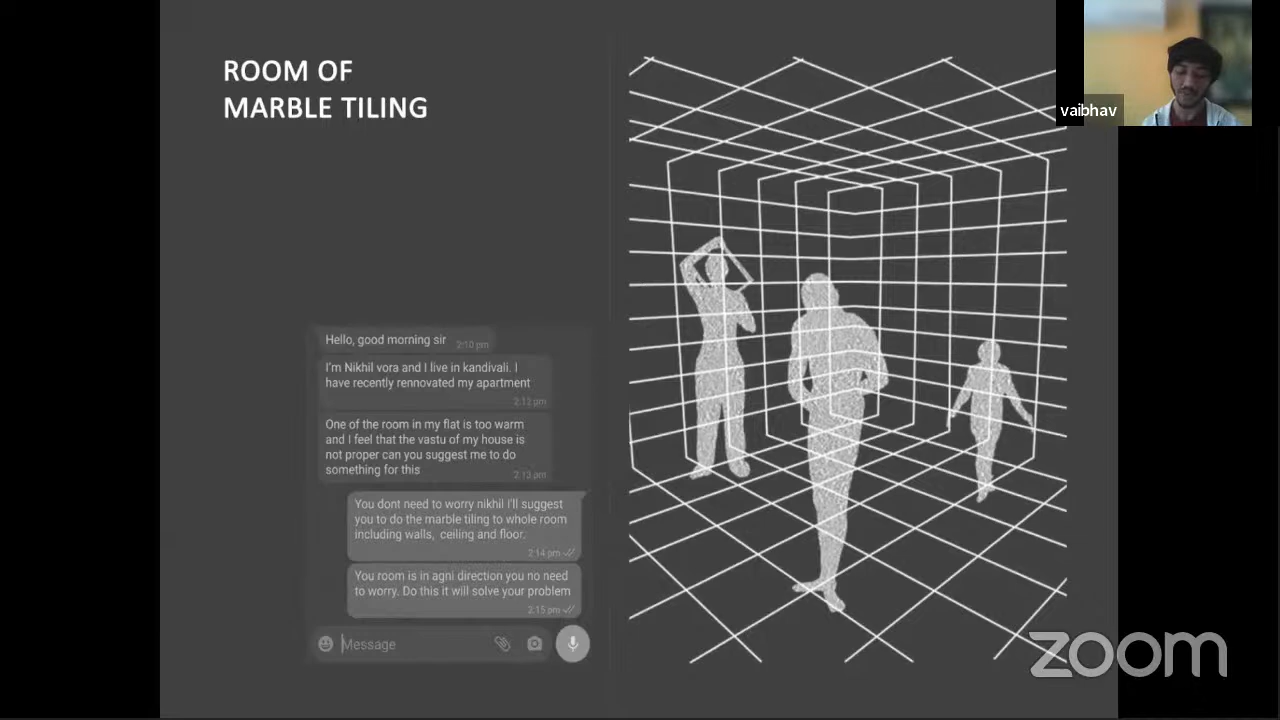 ROOM OF
MARBLE TILING
vaibhav
Hello, good morning sir
2:10 pm
I'm Nikhil vora and I live in kandivali. I
have recently rennovated my apartment
2:12 pm
One of the room in my flat is too warm
and I feel that the vastu of my house is
not proper can you suggest me to do
something for this
2:13 pm
You dont need to worry nikhil I'll suggest
you to do the marble tiling to whole room
including walls, ceiling and floor.
2:14 pm
You room is in agni direction you no need
to worry. Do this it will solve your problem
2:15 pm
Message
zoom